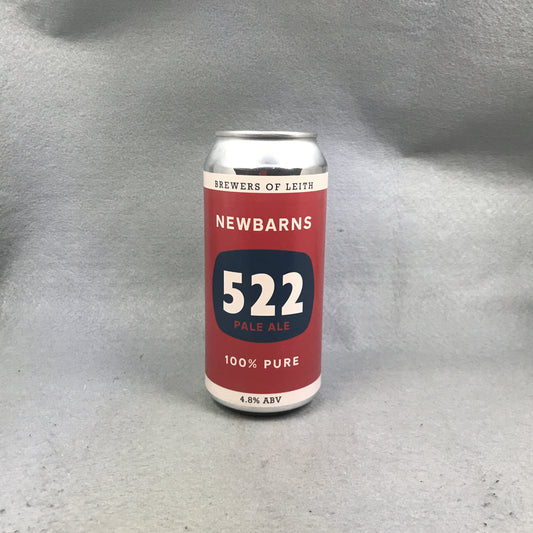 BREWERS OF LEITH
NEWBARNS
522
PALE ALE
100% PURE
4.8% ABV